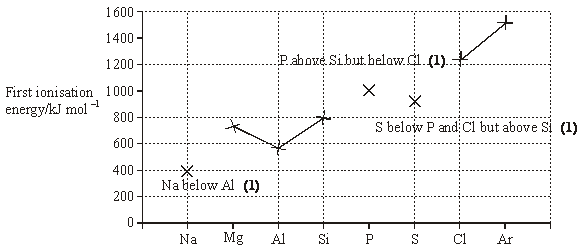 1600
1400
1200
1000
800
600
400
200
0
First ionisation
energy/kJ mol⁻¹
P above Si but below Cl (1)
S below P and Cl but above Si (1)
Na below Al (1)
Na Mg Al Si P S Cl Ar